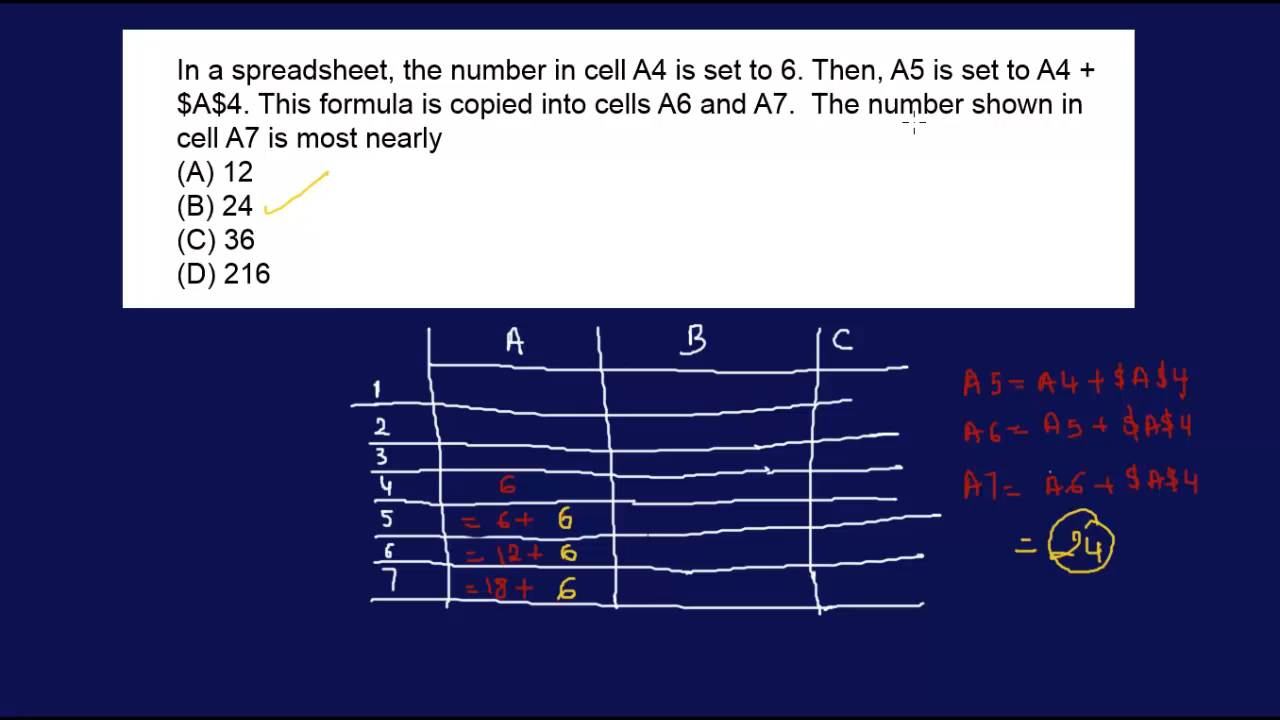 In a spreadsheet, the number in cell A4 is set to 6. Then, A5 is set to A4 +
$A$4. This formula is copied into cells A6 and A7. The number shown in
cell A7 is most nearly
(A) 12
(B) 24
(C) 36
(D) 216
A B C
1
2
3
4 6
5 = 6 + 6
6 = 12 + 6
7 = 18 + 6
A5 = A4 + $A$4
A6 = A5 + $A$4
A7 = A6 + $A$4
= 24